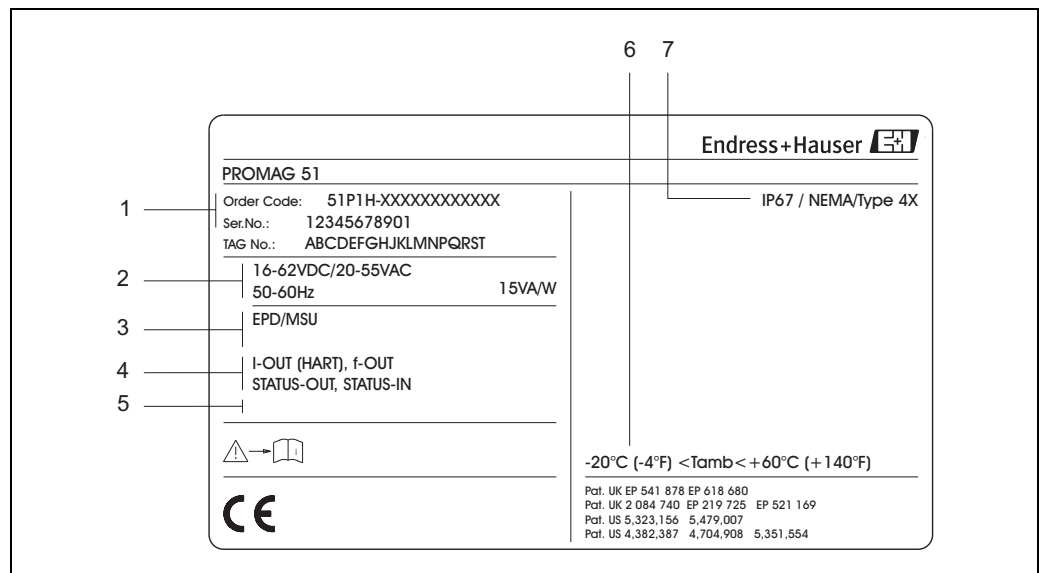 6 7
Endress+Hauser E+H
PROMAG 51
1
Order Code: 51P1H-XXXXXXXXXXXX
Ser.No.: 12345678901
TAG No.: ABCDEFGHJKLMNPQRST
IP67 / NEMA/Type 4X
2
16-62VDC/20-55VAC
50-60Hz 15VA/W
3
EPD/MSU
4
I-OUT (HART), f-OUT
STATUS-OUT, STATUS-IN
5
i
-20°C (-4°F) <Tamb<+60°C (+140°F)
Pat. UK EP 541 878 EP 618 680
Pat. UK 2 084 740 EP 219 725 EP 521 169
Pat. US 5,323,156 5,479,007
Pat. US 4,382,387 4,704,908 5,351,554
CE